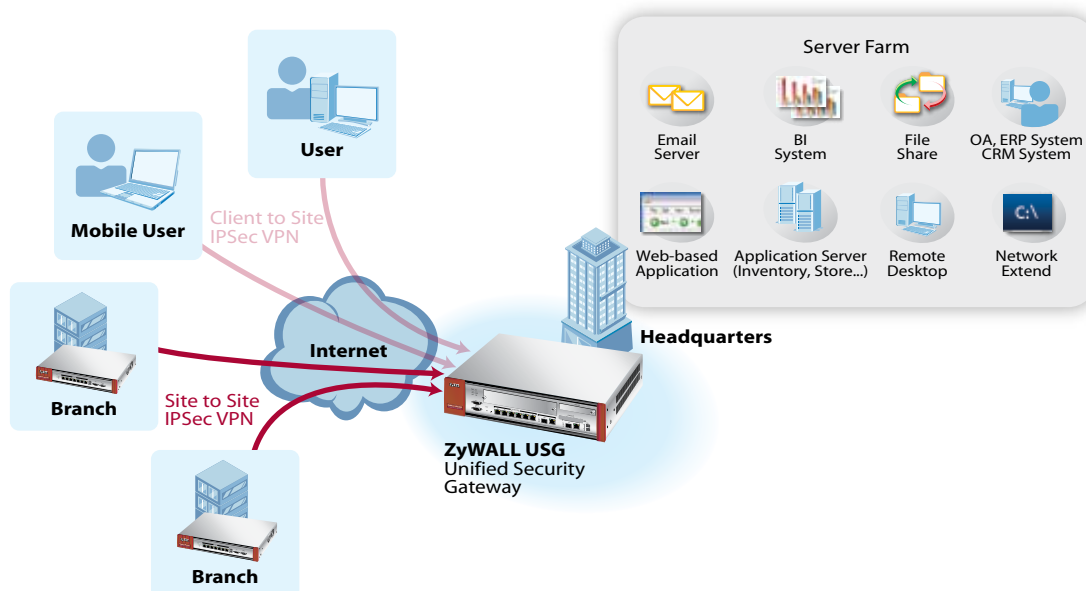 Server Farm
Email
Server
BI
System
File
Share
OA, ERP System
CRM System
Web-based
Application
Application Server
(Inventory, Store...)
Remote
Desktop
C:\
Network
Extend
User
Mobile User
Client to Site
IPSec VPN
Internet
Headquarters
Branch
Site to Site
IPSec VPN
ZyWALL USG
Unified Security
Gateway
Branch